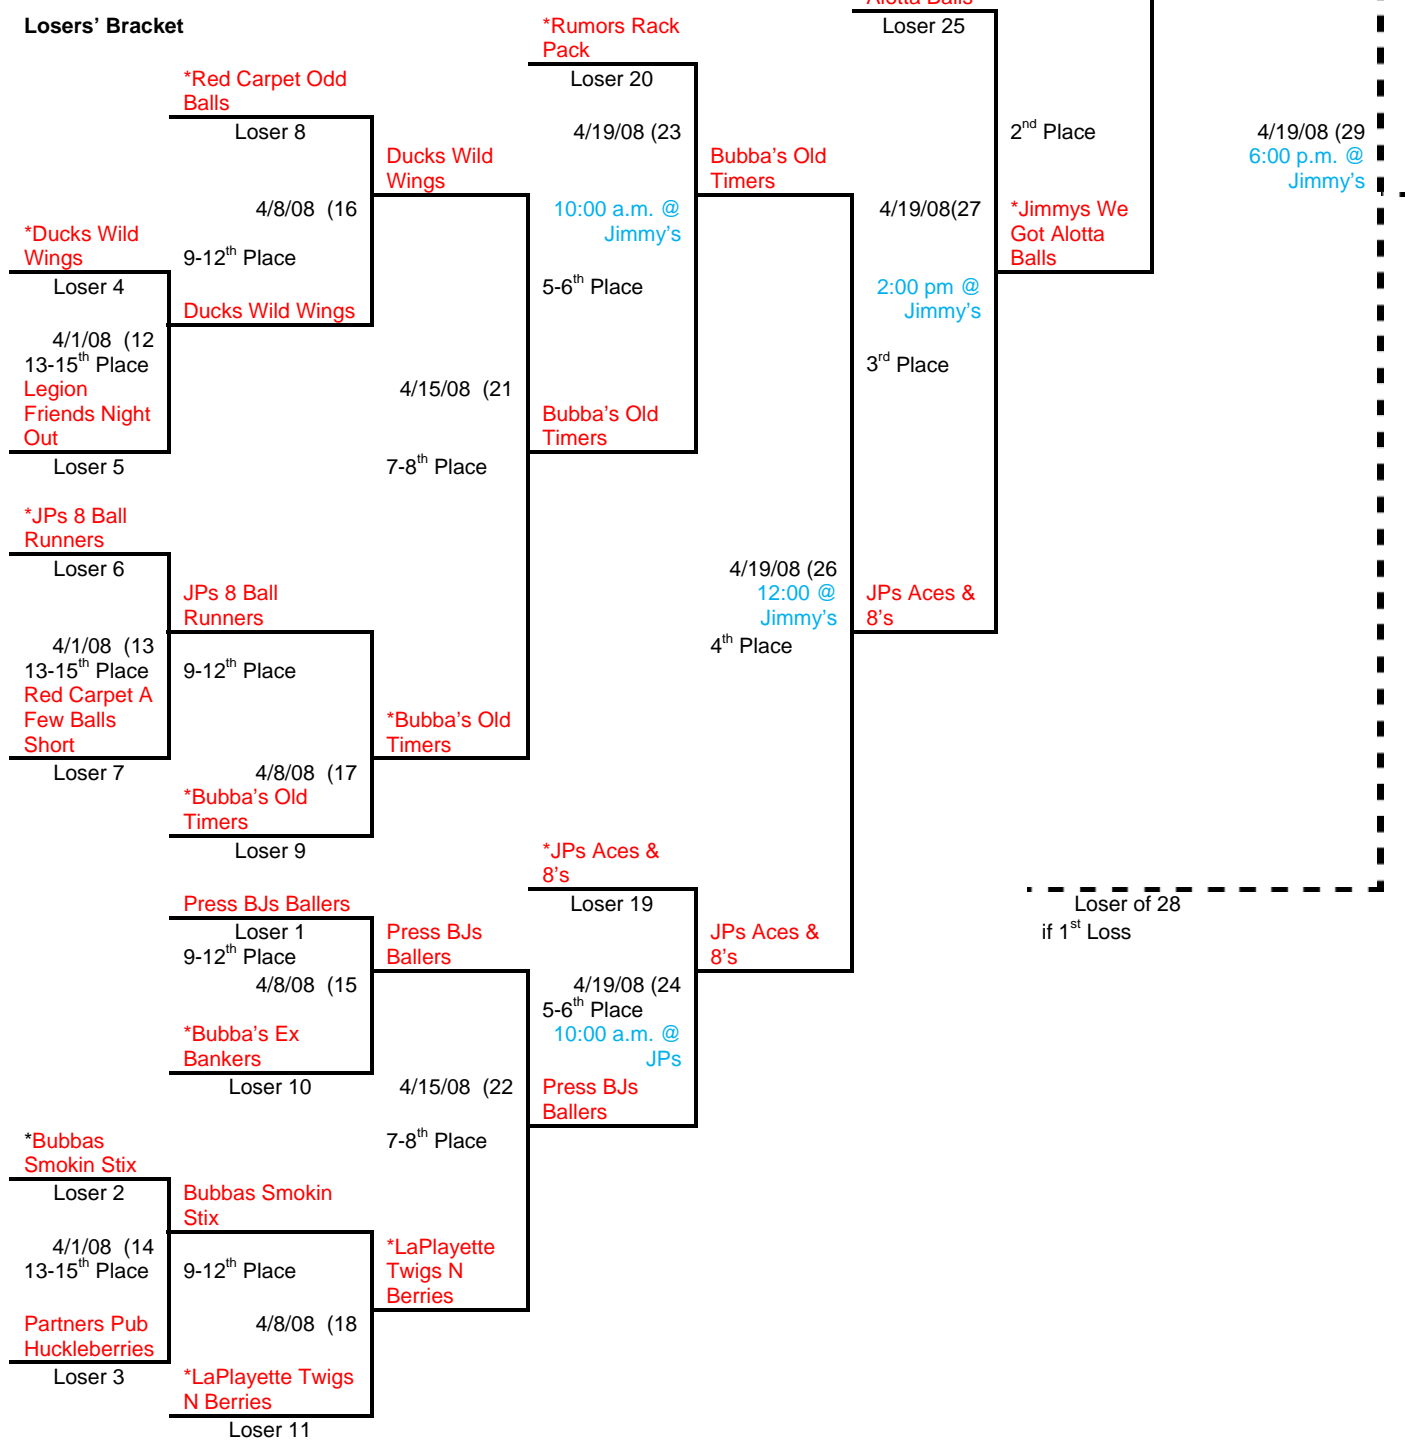 Alotta Balls
Losers' Bracket
*Rumors Rack
Pack
Loser 25
*Red Carpet Odd
Balls
Loser 20
Loser 8
4/19/08 (23
2nd Place
4/19/08 (29
6:00 p.m. @
Jimmy's
Ducks Wild
Wings
Bubba's Old
Timers
4/8/08 (16
10:00 a.m. @
Jimmy's
4/19/08(27
*Jimmys We
Got Alotta
Balls
*Ducks Wild
Wings
9-12th Place
Loser 4
5-6th Place
2:00 pm @
Jimmy's
Ducks Wild Wings
4/1/08 (12
13-15th Place
3rd Place
Legion
Friends Night
Out
4/15/08 (21
Bubba's Old
Timers
Loser 5
7-8th Place
*JPs 8 Ball
Runners
Loser 6
4/19/08 (26
12:00 @
Jimmy's
4th Place
JPs 8 Ball
Runners
JPs Aces &
8's
4/1/08 (13
13-15th Place
9-12th Place
Red Carpet A
Few Balls
Short
*Bubba's Old
Timers
Loser 7
4/8/08 (17
*Bubba's Old
Timers
Loser 9
*JPs Aces &
8's
Press BJs Ballers
Loser 19
Loser of 28
if 1st Loss
Loser 1
9-12th Place
Press BJs
Ballers
JPs Aces &
8's
4/8/08 (15
4/19/08 (24
5-6th Place
10:00 a.m. @
JPs
*Bubba's Ex
Bankers
Loser 10
4/15/08 (22
Press BJs
Ballers
*Bubbas
Smokin Stix
7-8th Place
Loser 2
Bubbas Smokin
Stix
4/1/08 (14
13-15th Place
9-12th Place
*LaPlayette
Twigs N
Berries
Partners Pub
Huckleberries
4/8/08 (18
Loser 3
*LaPlayette Twigs
N Berries
Loser 11